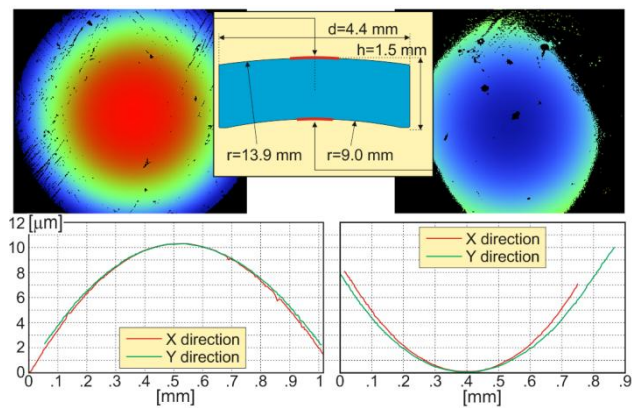 d=4.4 mm
h=1.5 mm
r=13.9 mm
r=9.0 mm
[µm]
12
10
8
6
4
2
0
X direction
Y direction
0 .1 .2 .3 .4 .5 .6 .7 .8 .9 1
[mm]
X direction
Y direction
0 .1 .2 .3 .4 .5 .6 .7 .8 .9
[mm]